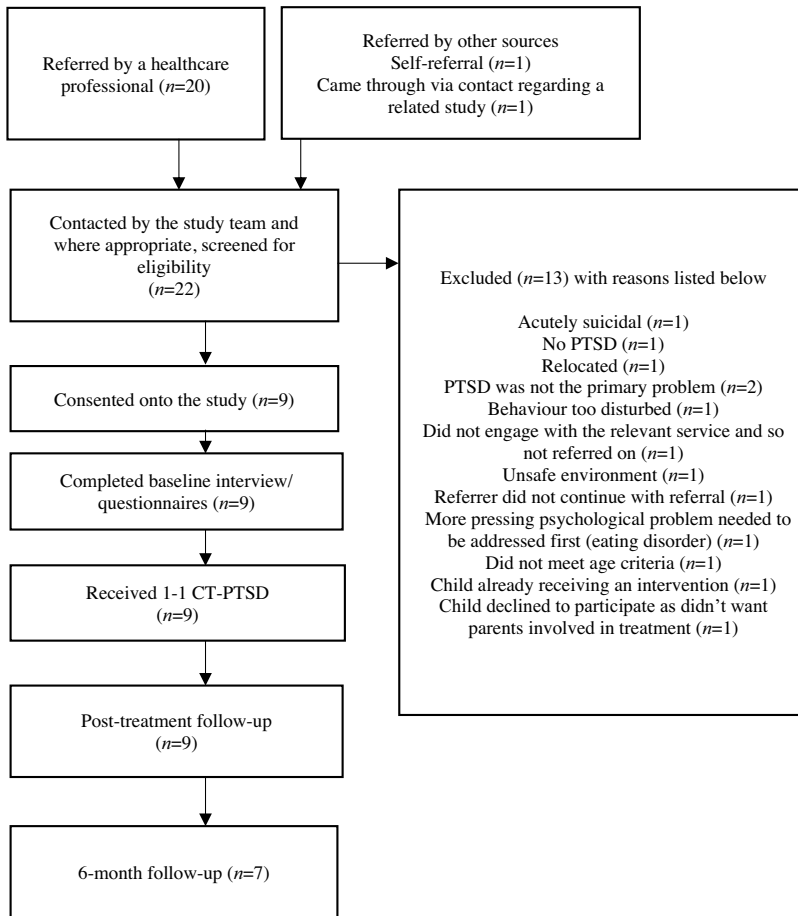 Referred by a healthcare
professional (n=20)
Referred by other sources
Self-referral (n=1)
Came through via contact regarding a
related study (n=1)
Contacted by the study team and
where appropriate, screened for
eligibility
(n=22)
Excluded (n=13) with reasons listed below
Acutely suicidal (n=1)
No PTSD (n=1)
Relocated (n=1)
PTSD was not the primary problem (n=2)
Behaviour too disturbed (n=1)
Did not engage with the relevant service and so
not referred on (n=1)
Unsafe environment (n=1)
Referrer did not continue with referral (n=1)
More pressing psychological problem needed to
be addressed first (eating disorder) (n=1)
Did not meet age criteria (n=1)
Child already receiving an intervention (n=1)
Child declined to participate as didn't want
parents involved in treatment (n=1)
Consented onto the study (n=9)
Completed baseline interview/
questionnaires (n=9)
Received 1-1 CT-PTSD
(n=9)
Post-treatment follow-up
(n=9)
6-month follow-up (n=7)